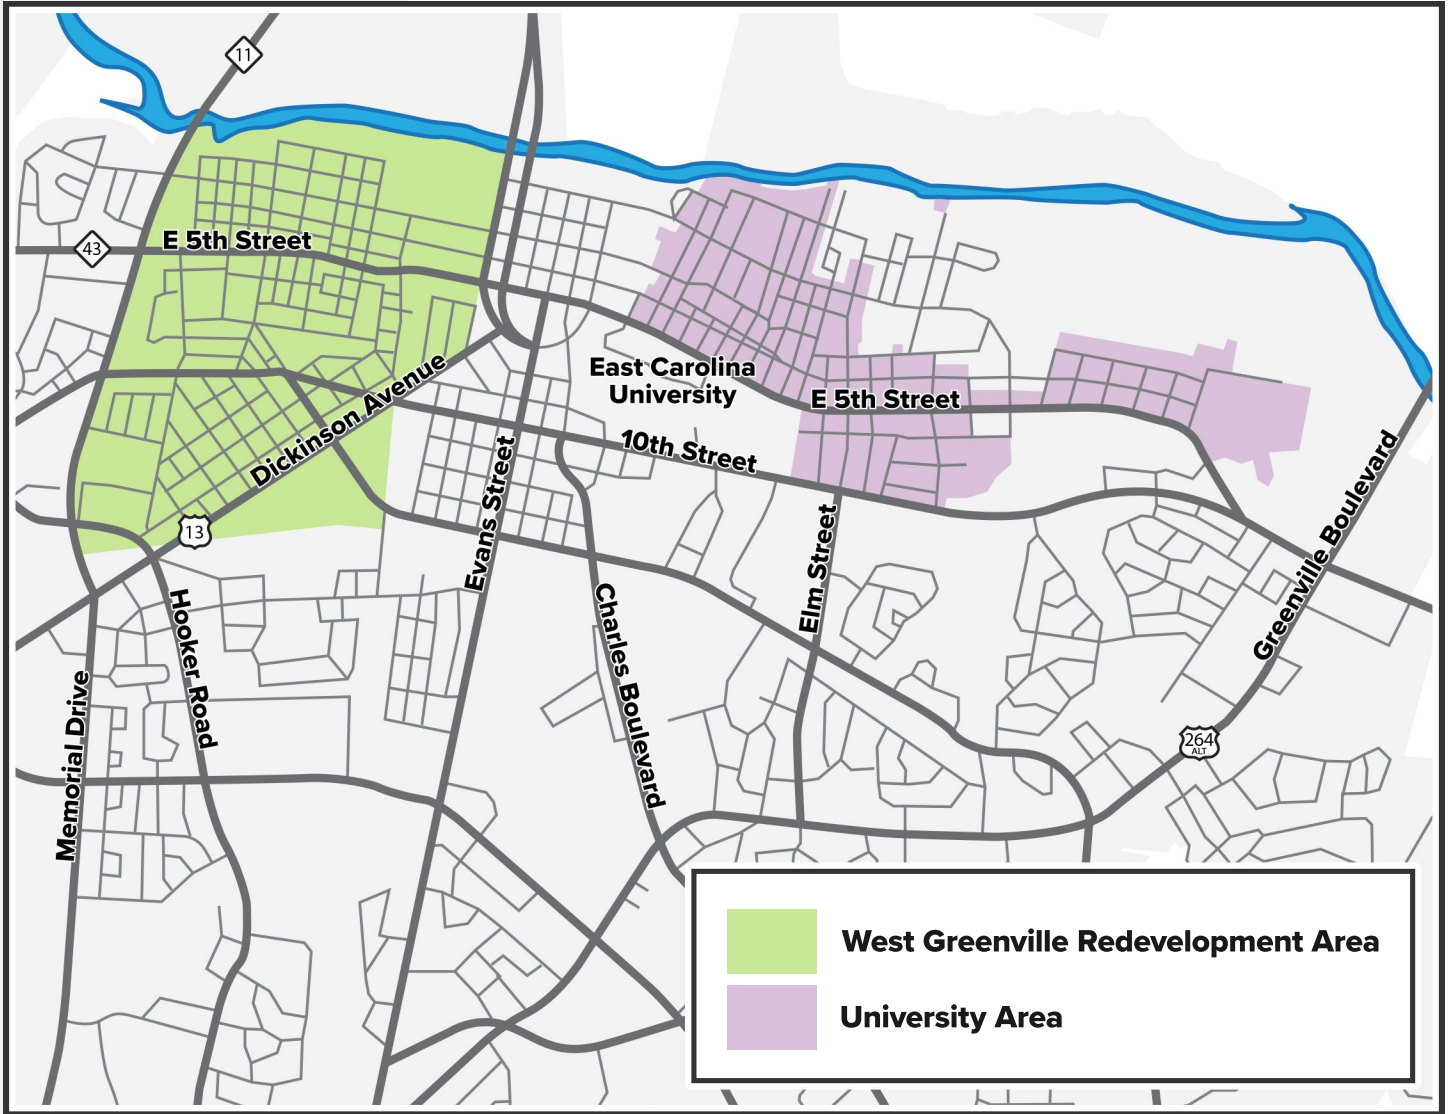 11
43
E 5th Street
East Carolina
University
E 5th Street
Dickinson Avenue
10th Street
13
Evans Street
Elm Street
Greenville Boulevard
Hooker Road
Charles Boulevard
Memorial Drive
264
ALT
West Greenville Redevelopment Area
University Area